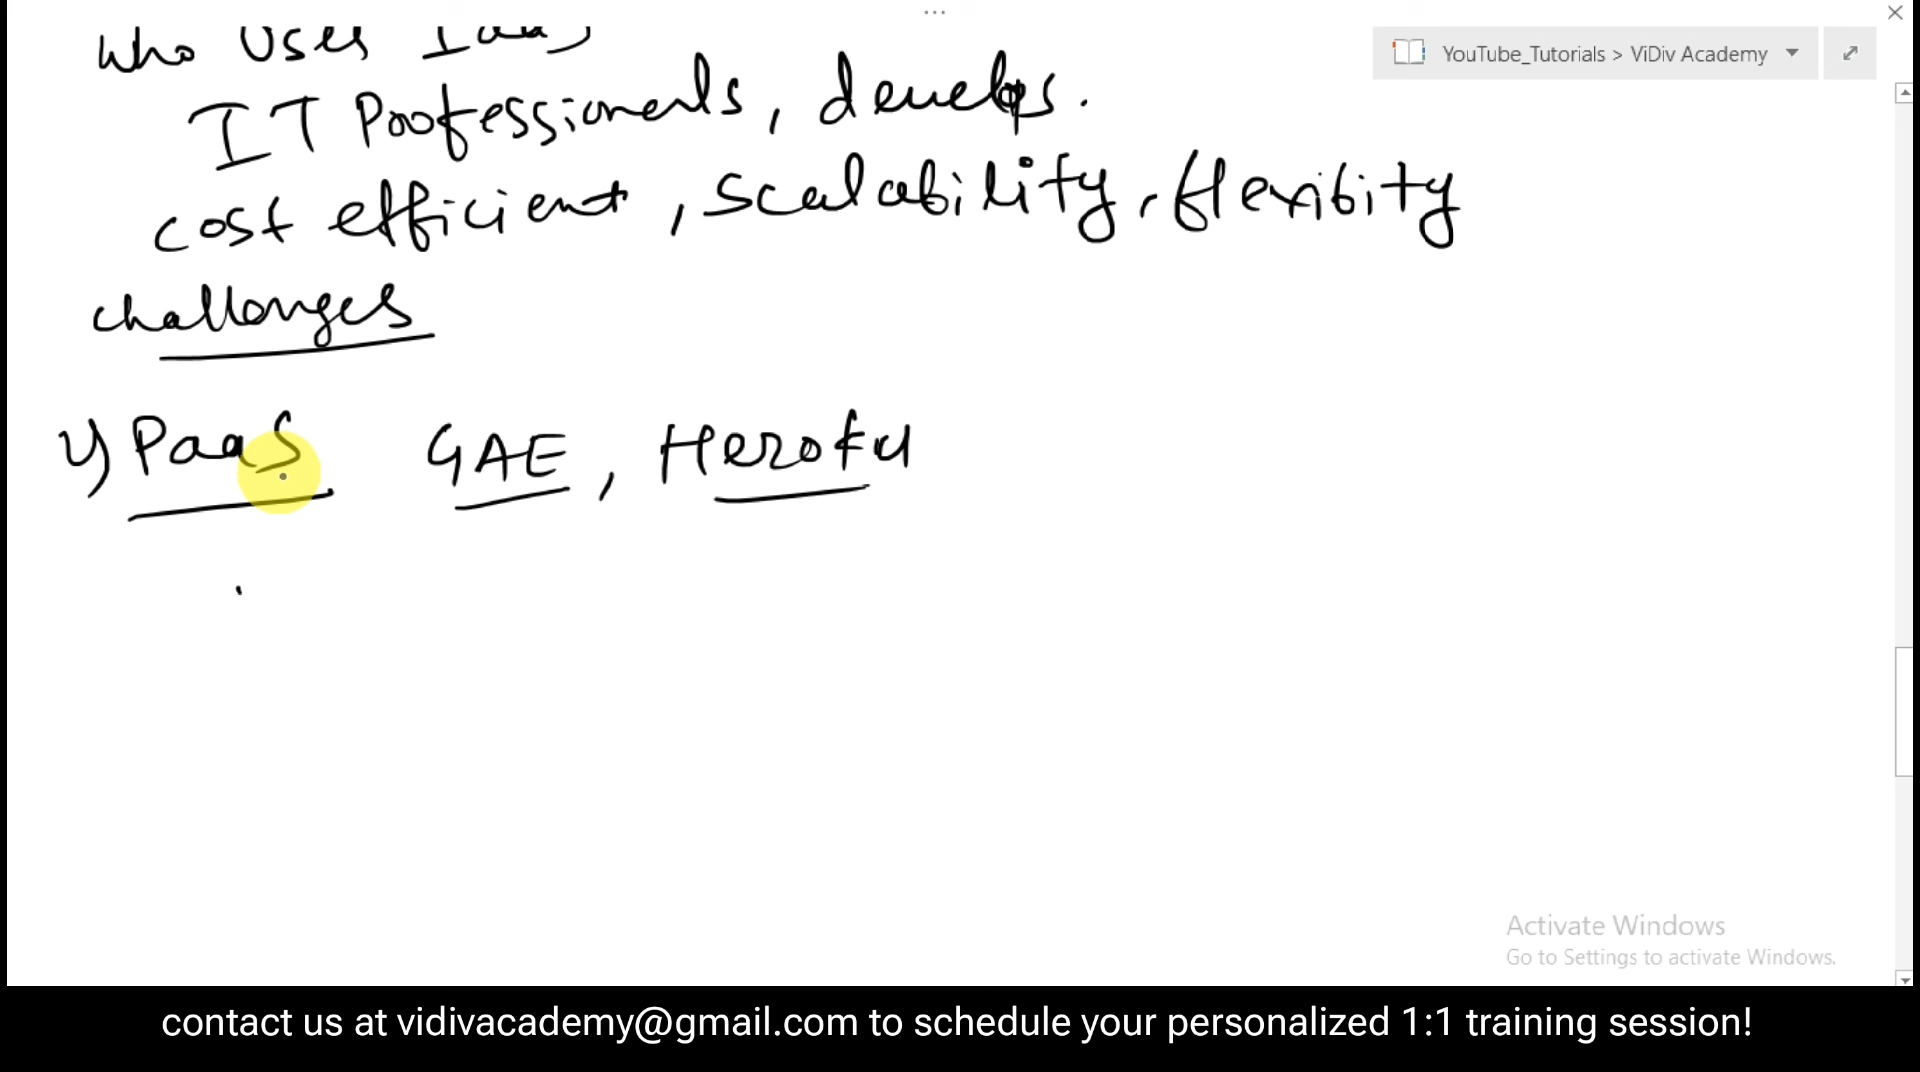 ...
Who uses IaaS
YouTube_Tutorials > ViDiv Academy
IT Professionals, develops.
cost efficient, scalability, flexibity
challenges
y) PaaS GAE, Heroku
Activate Windows
Go to Settings to activate Windows.
contact us at vidivacademy@gmail.com to schedule your personalized 1:1 training session!